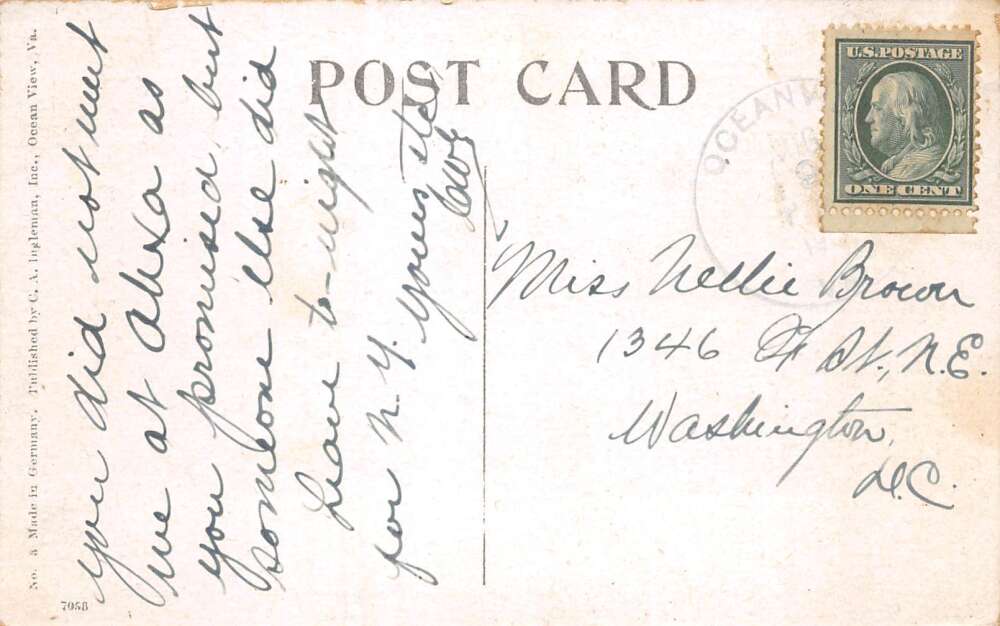 POST CARD
U.S. POSTAGE
ONE CENT
OCEAN
you did not meet
me at as
you promised, but
someone else did
Leave to-night
for N.Y. Yours etc
Miss Nellie Brown
1346 St., N.E.
Washington,
D.C.
No. 8 Made in Germany. Published by C. A. Ingleman, Inc., Ocean View, Va.
7058